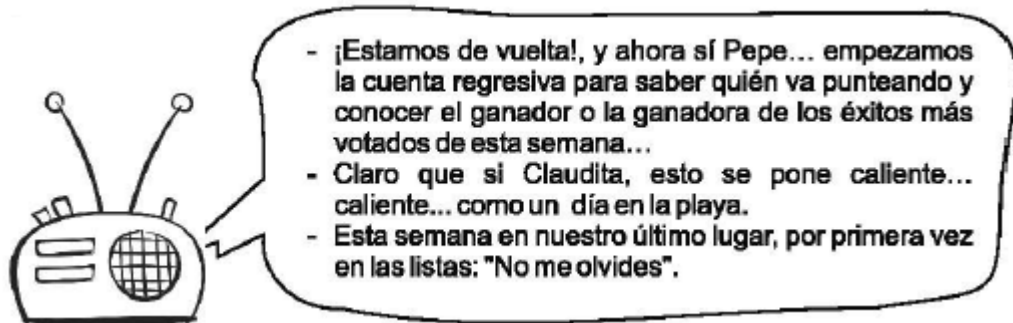 - ¡Estamos de vuelta!, y ahora sí Pepe... empezamos
la cuenta regresiva para saber quién va punteando y
conocer el ganador o la ganadora de los éxitos más
votados de esta semana...
- Claro que si Claudita, esto se pone caliente...
caliente... como un día en la playa.
- Esta semana en nuestro último lugar, por primera vez
en las listas: "No me olvides".